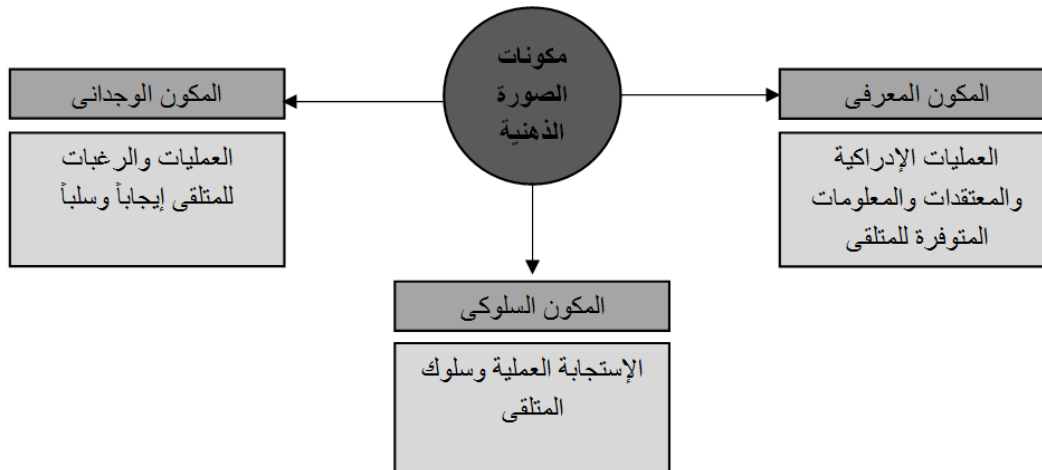 مكونات
الصورة
الذهنية
المكون المعرفى
العمليات الإدراكية
والمعتقدات والمعلومات
المتوفرة للمتلقى
المكون الوجدانى
العمليات والرغبات
للمتلقى إيجاباً وسلباً
المكون السلوكى
الإستجابة العملية وسلوك
المتلقى